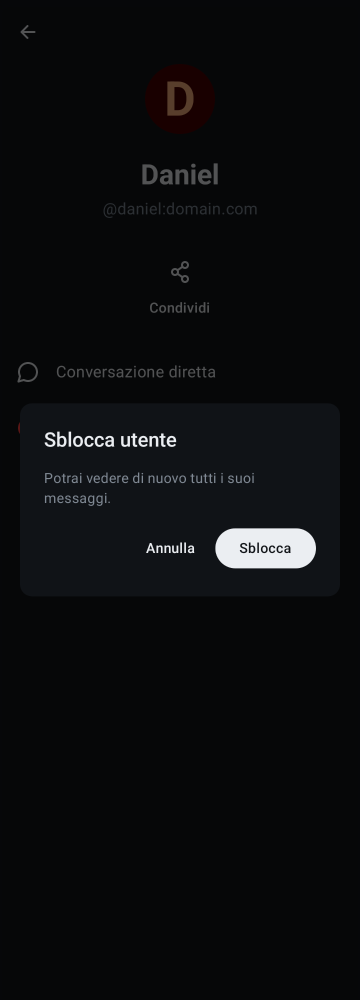 D
Daniel
@daniel:domain.com
Condividi
Conversazione diretta
Sblocca utente
Potrai vedere di nuovo tutti i suoi
messaggi.
Annulla
Sblocca